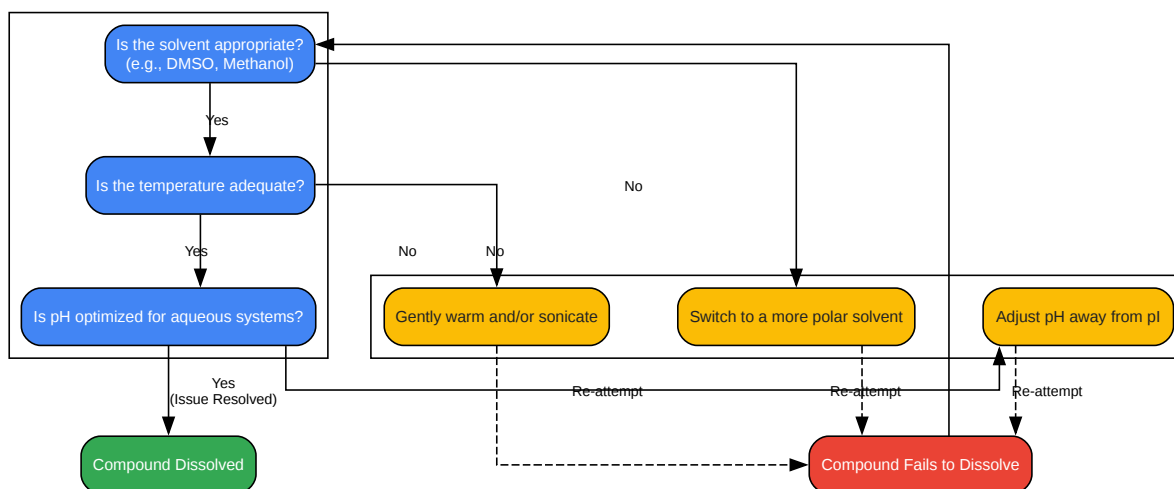 Is the solvent appropriate?
(e.g., DMSO, Methanol)
Yes
Is the temperature adequate?
No
Yes
No
No
Is pH optimized for aqueous systems?
Gently warm and/or sonicate
Switch to a more polar solvent
Adjust pH away from pI
Yes
(Issue Resolved)
Re-attempt
Re-attempt
Re-attempt
Compound Dissolved
Compound Fails to Dissolve